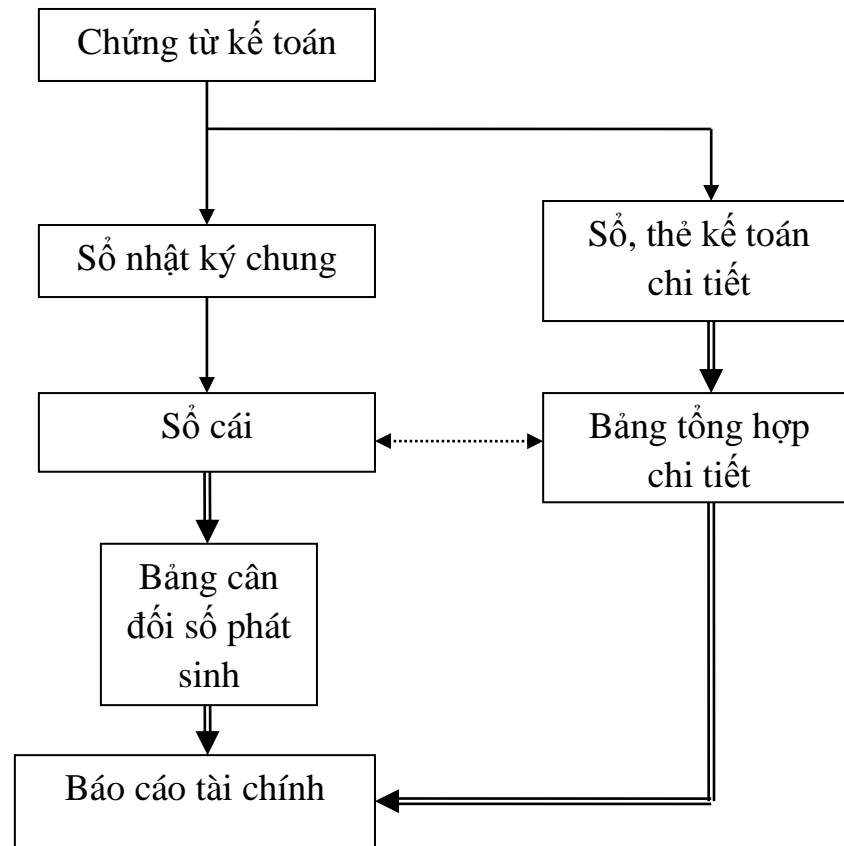 Chứng từ kế toán
Sổ nhật ký chung
Sổ, thẻ kế toán
chi tiết
Sổ cái
Bảng tổng hợp
chi tiết
Bảng cân
đối số phát
sinh
Báo cáo tài chính